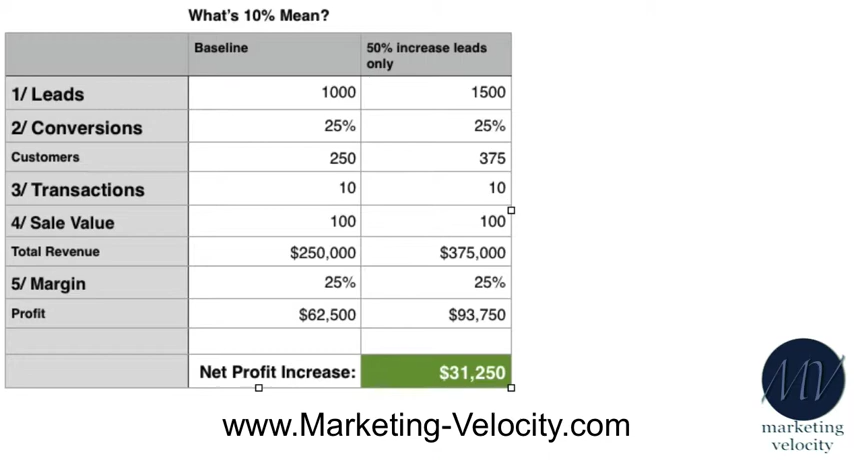 What's 10% Mean?
Baseline 50% increase leads
only
1/ Leads 1000 1500
2/ Conversions 25% 25%
Customers 250 375
3/ Transactions 10 10
4/ Sale Value 100 100
Total Revenue $250,000 $375,000
5/ Margin 25% 25%
Profit $62,500 $93,750
Net Profit Increase: $31,250
www.Marketing-Velocity.com
MV
marketing
velocity